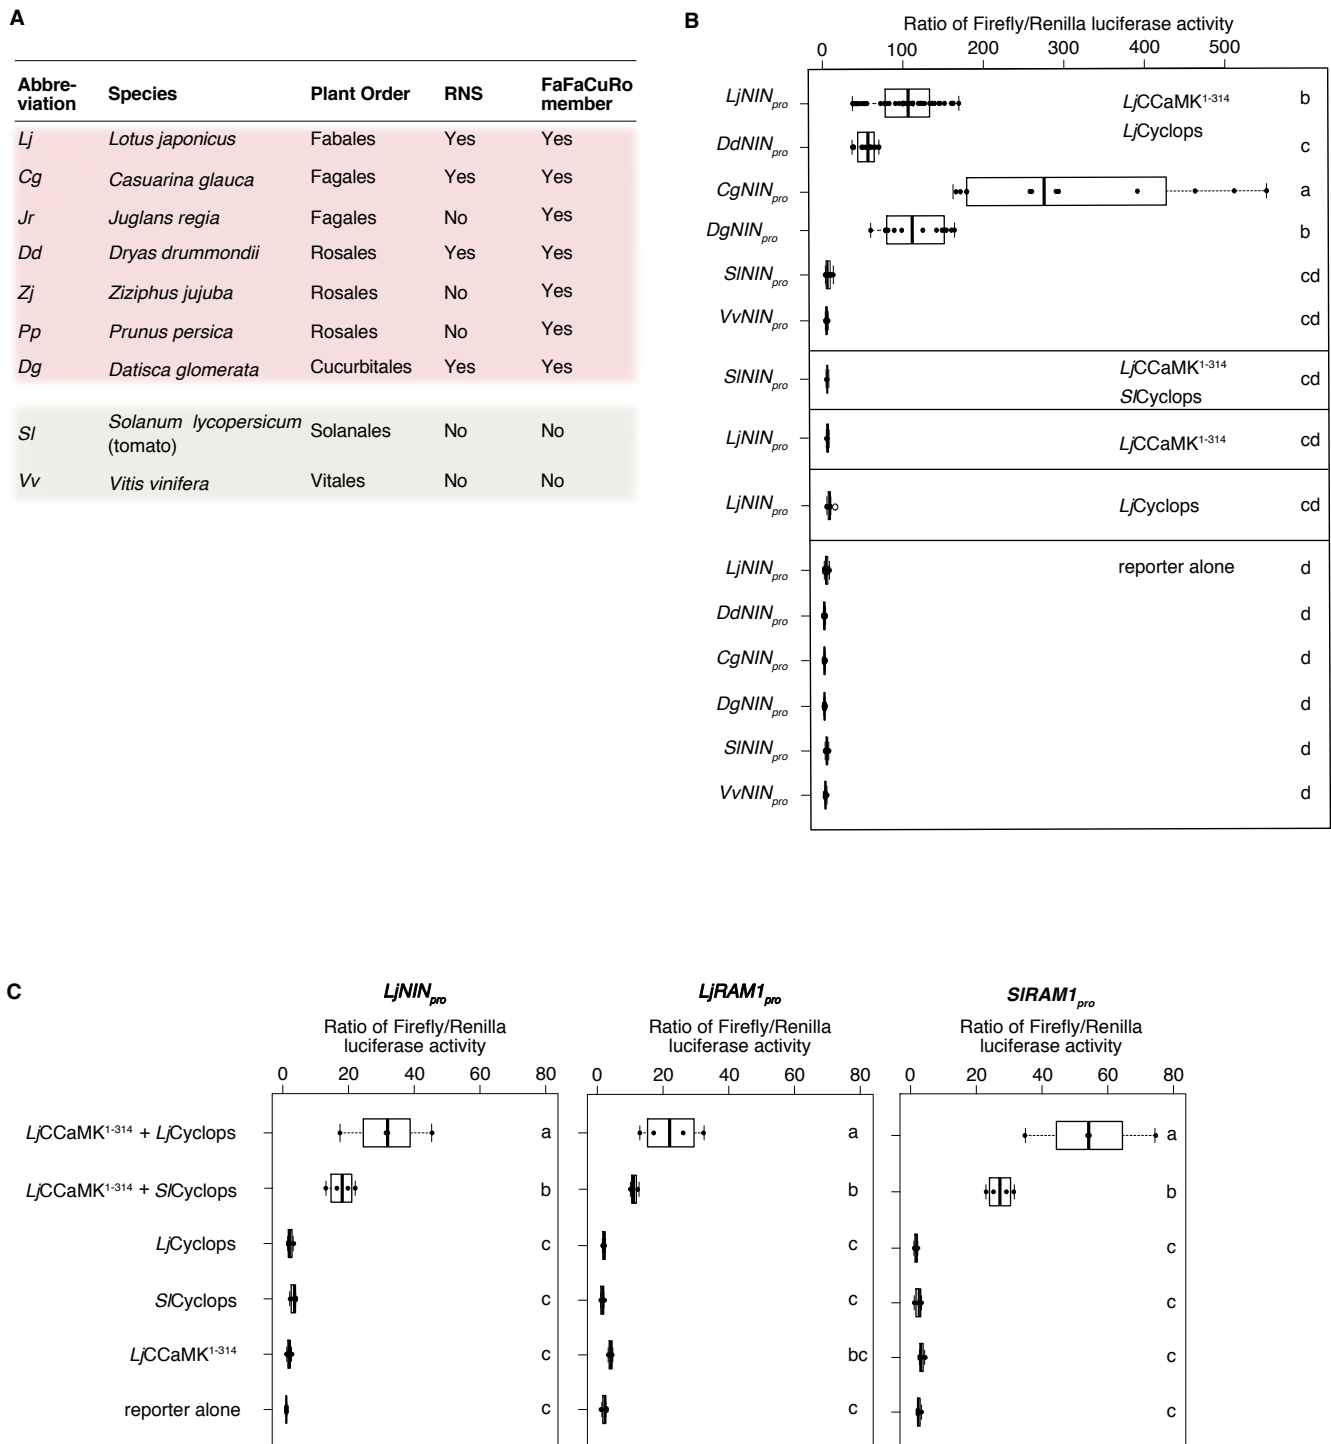 A
Abbre- Species Plant Order RNS FaFaCuRo
viation member
Lj Lotus japonicus Fabales Yes Yes
Cg Casuarina glauca Fagales Yes Yes
Jr Juglans regia Fagales No Yes
Dd Dryas drummondii Rosales Yes Yes
Zj Ziziphus jujuba Rosales No Yes
Pp Prunus persica Rosales No Yes
Dg Datisca glomerata Cucurbitales Yes Yes
Sl Solanum lycopersicum Solanales No No
(tomato)
Vv Vitis vinifera Vitales No No
B
Ratio of Firefly/Renilla luciferase activity
0 100 200 300 400 500
LjNINpro LjCCaMK1-314 b
LjCyclops
DdNINpro c
CgNINpro a
DgNINpro b
SlNINpro cd
VvNINpro cd
SlNINpro LjCCaMK1-314 cd
SlCyclops
LjNINpro LjCCaMK1-314 cd
LjNINpro LjCyclops cd
LjNINpro reporter alone d
DdNINpro d
CgNINpro d
DgNINpro d
SlNINpro d
VvNINpro d
C
LjNINpro LjRAM1pro SlRAM1pro
Ratio of Firefly/Renilla Ratio of Firefly/Renilla Ratio of Firefly/Renilla
luciferase activity luciferase activity luciferase activity
0 20 40 60 80 0 20 40 60 80 0 20 40 60 80
LjCCaMK1-314 + LjCyclops a a a
LjCCaMK1-314 + SlCyclops b b b
LjCyclops c c c
SlCyclops c c c
LjCCaMK1-314 c bc c
reporter alone c c c